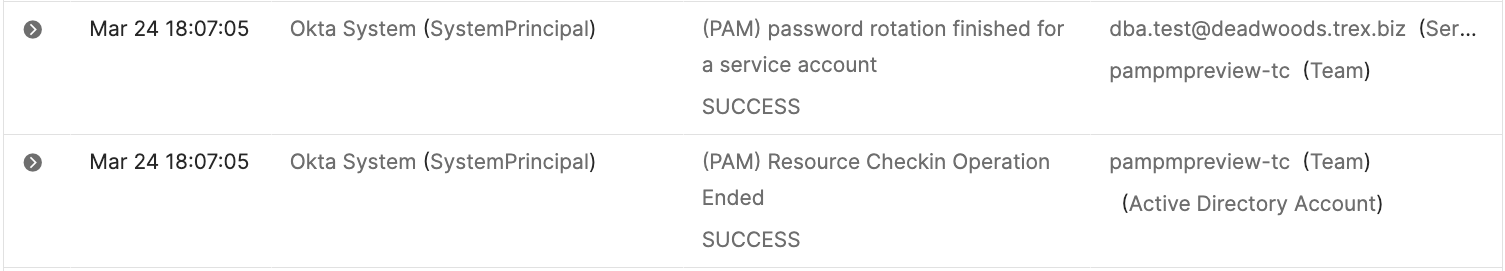 Mar 24 18:07:05 Okta System (SystemPrincipal) (PAM) password rotation finished for dba.test@deadwoods.trex.biz (Ser...
a service account pampmpreview-tc (Team)
SUCCESS
Mar 24 18:07:05 Okta System (SystemPrincipal) (PAM) Resource Checkin Operation pampmpreview-tc (Team)
Ended (Active Directory Account)
SUCCESS